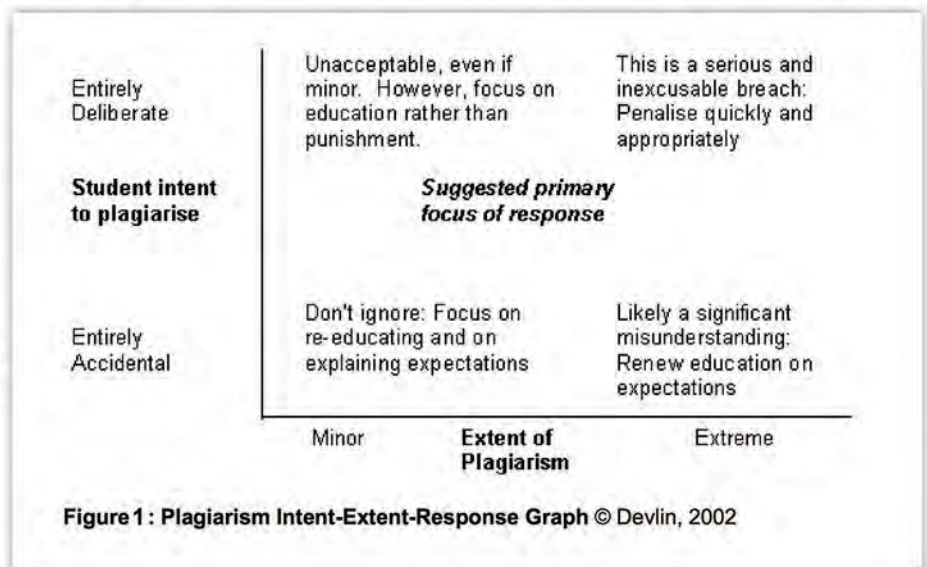 Entirely
Deliberate
Unacceptable, even if
minor. However, focus on
education rather than
punishment.
This is a serious and
inexcusable breach:
Penalise quickly and
appropriately
Student intent
to plagiarise
Suggested primary
focus of response
Entirely
Accidental
Don't ignore: Focus on
re-educating and on
explaining expectations
Likely a significant
misunderstanding:
Renew education on
expectations
Minor
Extent of
Plagiarism
Extreme
Figure 1: Plagiarism Intent-Extent-Response Graph © Devlin, 2002